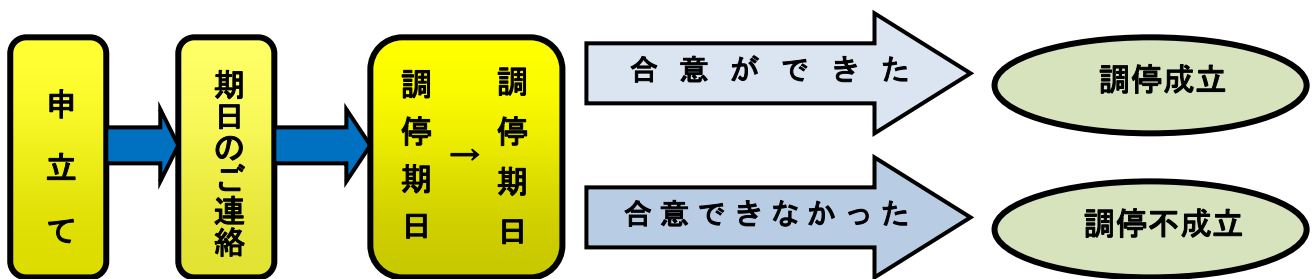 申立て
期日のご連絡
調停期日
→
調停期日
合意ができた
合意できなかった
調停成立
調停不成立